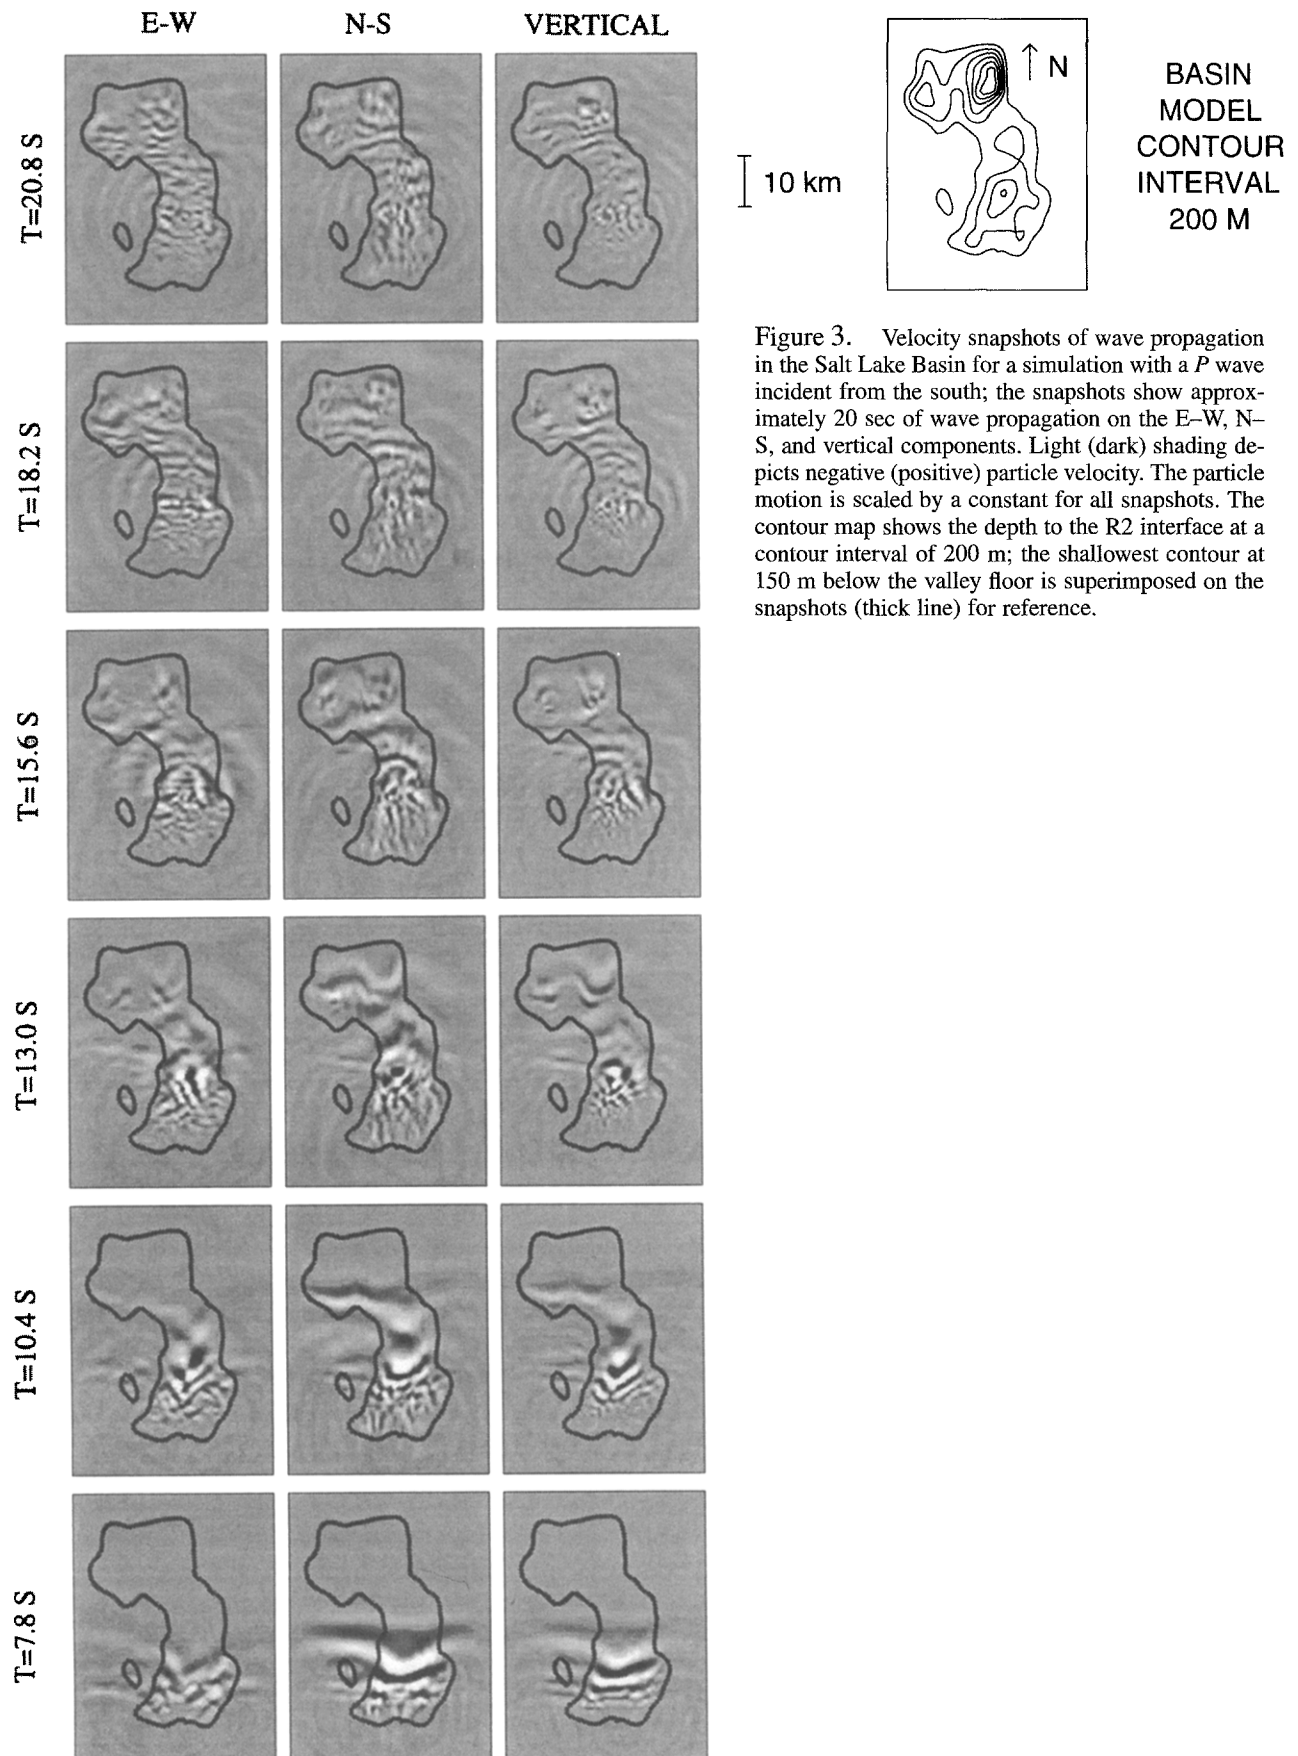 E-W N-S VERTICAL
T=20.8 S
T=18.2 S
T=15.6 S
T=13.0 S
T=10.4 S
T=7.8 S
10 km
N
BASIN
MODEL
CONTOUR
INTERVAL
200 M
Figure 3. Velocity snapshots of wave propagation
in the Salt Lake Basin for a simulation with a P wave
incident from the south; the snapshots show approx-
imately 20 sec of wave propagation on the E–W, N–
S, and vertical components. Light (dark) shading de-
picts negative (positive) particle velocity. The particle
motion is scaled by a constant for all snapshots. The
contour map shows the depth to the R2 interface at a
contour interval of 200 m; the shallowest contour at
150 m below the valley floor is superimposed on the
snapshots (thick line) for reference.